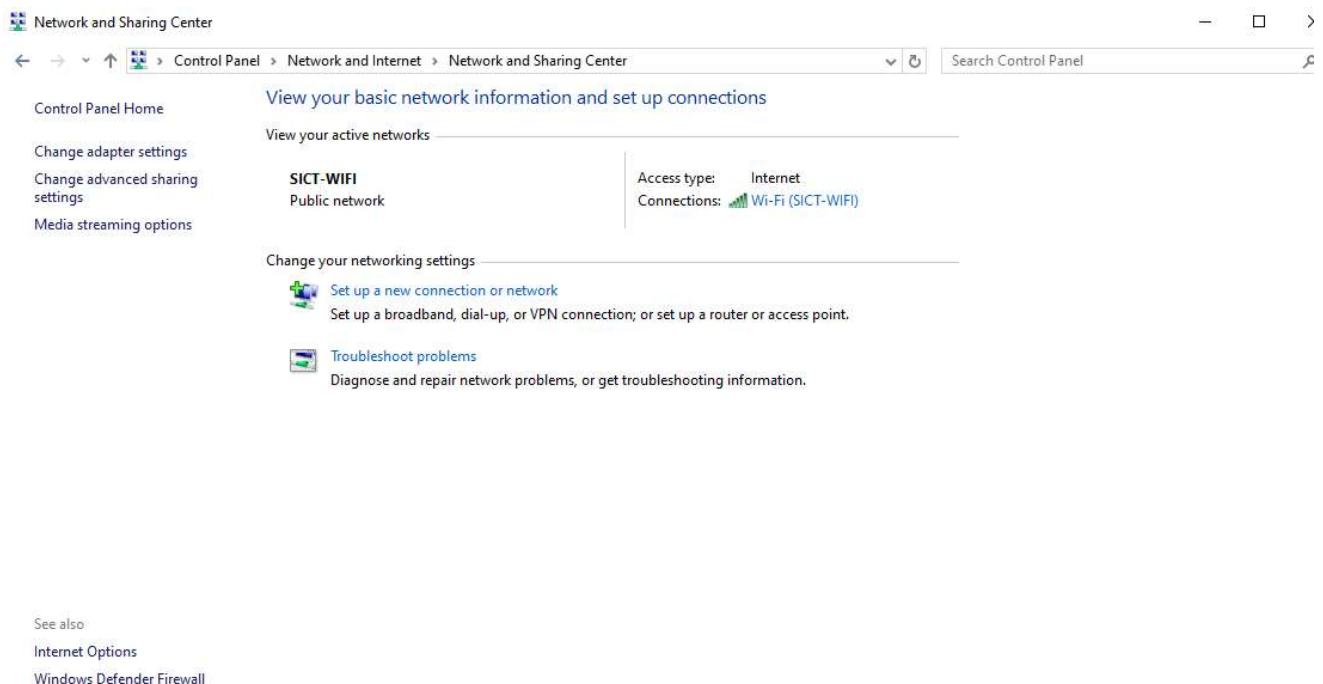 Network and Sharing Center
Control Panel > Network and Internet > Network and Sharing Center
Search Control Panel
Control Panel Home
Change adapter settings
Change advanced sharing
settings
Media streaming options
View your basic network information and set up connections
View your active networks
SICT-WIFI
Public network
Access type: Internet
Connections: Wi-Fi (SICT-WIFI)
Change your networking settings
Set up a new connection or network
Set up a broadband, dial-up, or VPN connection; or set up a router or access point.
Troubleshoot problems
Diagnose and repair network problems, or get troubleshooting information.
See also
Internet Options
Windows Defender Firewall